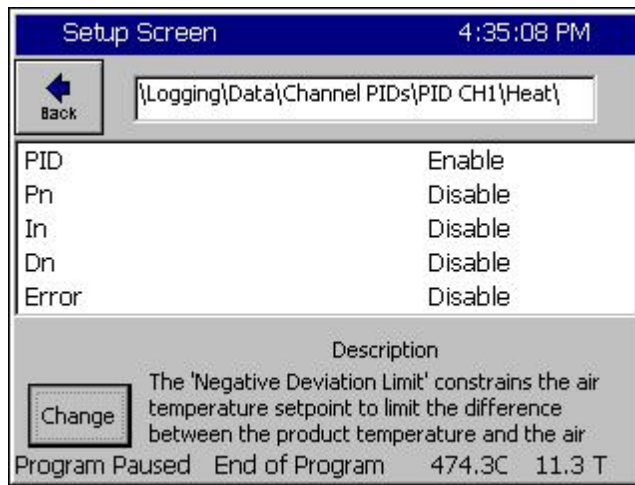 Setup Screen 4:35:08 PM
Back
\Logging\Data\Channel PIDs\PID CH1\Heat\
PID Enable
Pn Disable
In Disable
Dn Disable
Error Disable
Description
The 'Negative Deviation Limit' constrains the air
temperature setpoint to limit the difference
between the product temperature and the air
Change
Program Paused End of Program 474.3C 11.3 T